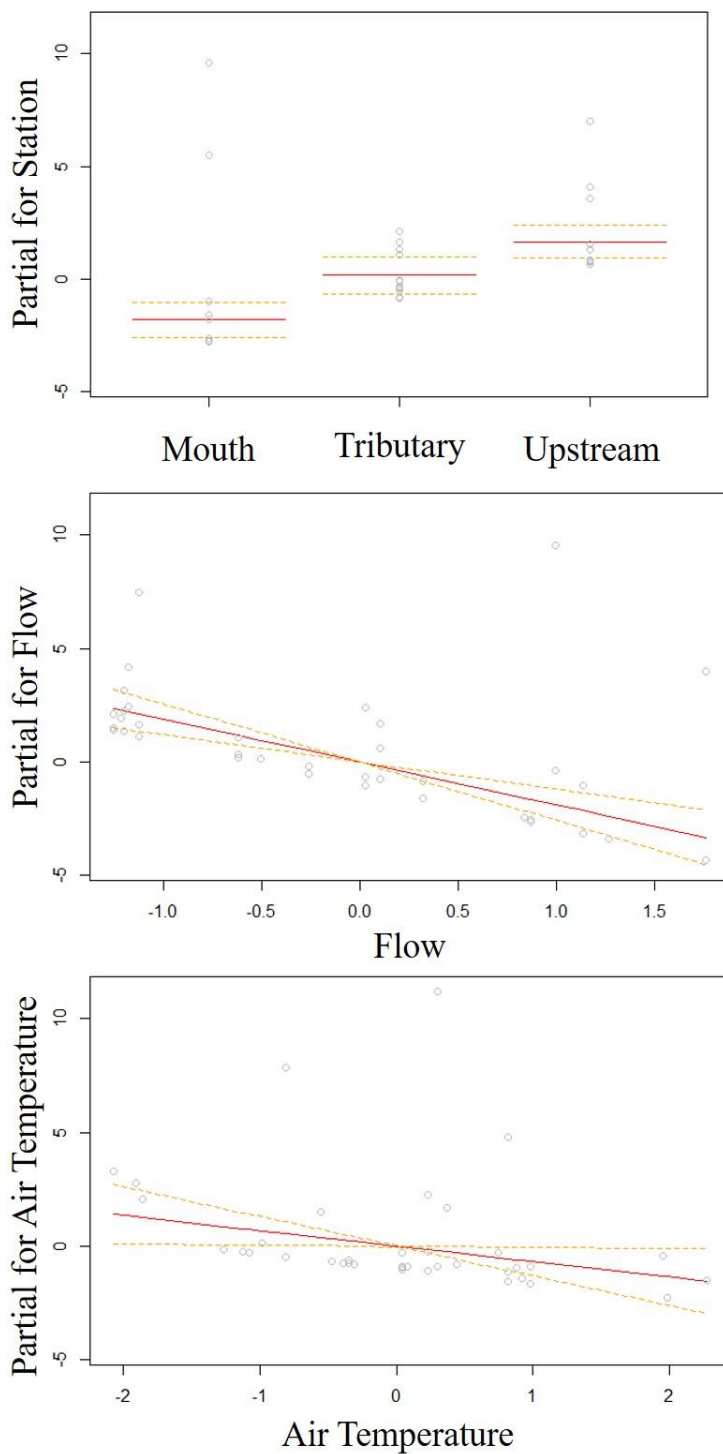 Partial for Station
10
5
0
-5
Mouth
Tributary
Upstream
Partial for Flow
10
5
0
-5
-1.0
-0.5
0.0
0.5
1.0
1.5
Flow
Partial for Air Temperature
10
5
0
-5
-2
-1
0
1
2
Air Temperature